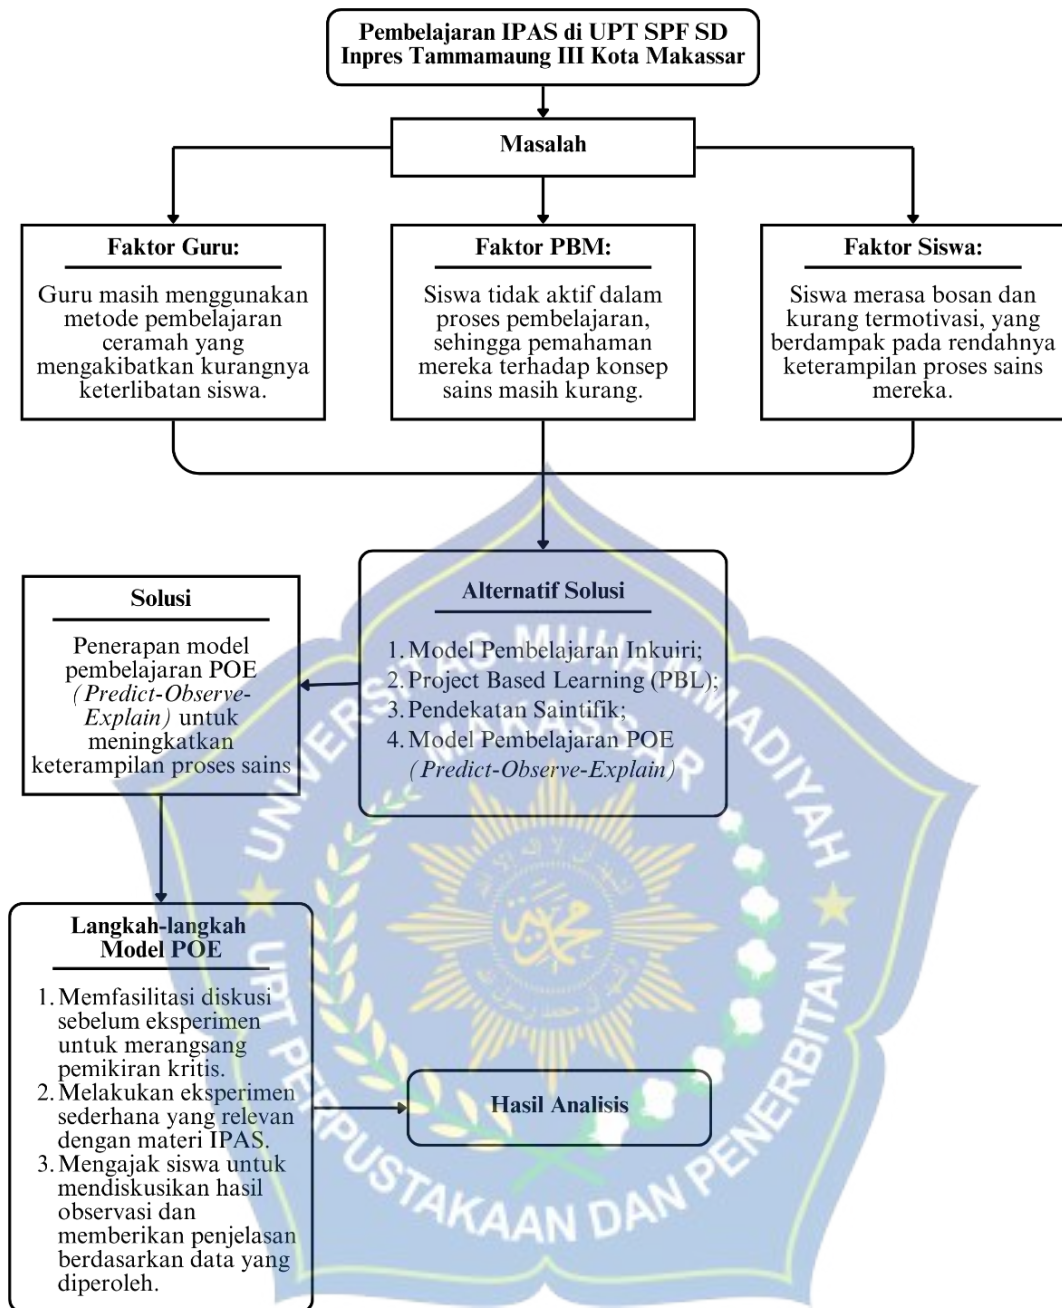 Pembelajaran IPAS di UPT SPF SD
Inpres Tammamaung III Kota Makassar
Masalah
Faktor Guru:
Guru masih menggunakan
metode pembelajaran
ceramah yang
mengakibatkan kurangnya
keterlibatan siswa.
Faktor PBM:
Siswa tidak aktif dalam
proses pembelajaran,
sehingga pemahaman
mereka terhadap konsep
sains masih kurang.
Faktor Siswa:
Siswa merasa bosan dan
kurang termotivasi, yang
berdampak pada rendahnya
keterampilan proses sains
mereka.
Alternatif Solusi
1. Model Pembelajaran Inkuiri;
2. Project Based Learning (PBL);
3. Pendekatan Saintifik;
4. Model Pembelajaran POE
(Predict-Observe-Explain)
Solusi
Penerapan model
pembelajaran POE
(Predict-Observe-
Explain) untuk
meningkatkan
keterampilan proses sains
Langkah-langkah
Model POE
1. Memfasilitasi diskusi
sebelum eksperimen
untuk merangsang
pemikiran kritis.
2. Melakukan eksperimen
sederhana yang relevan
dengan materi IPAS.
3. Mengajak siswa untuk
mendiskusikan hasil
observasi dan
memberikan penjelasan
berdasarkan data yang
diperoleh.
Hasil Analisis
UNIVERSITAS MUHAMMADIYAH
MAKASSAR
UPT PERPUSTAKAAN DAN PENERBITAN